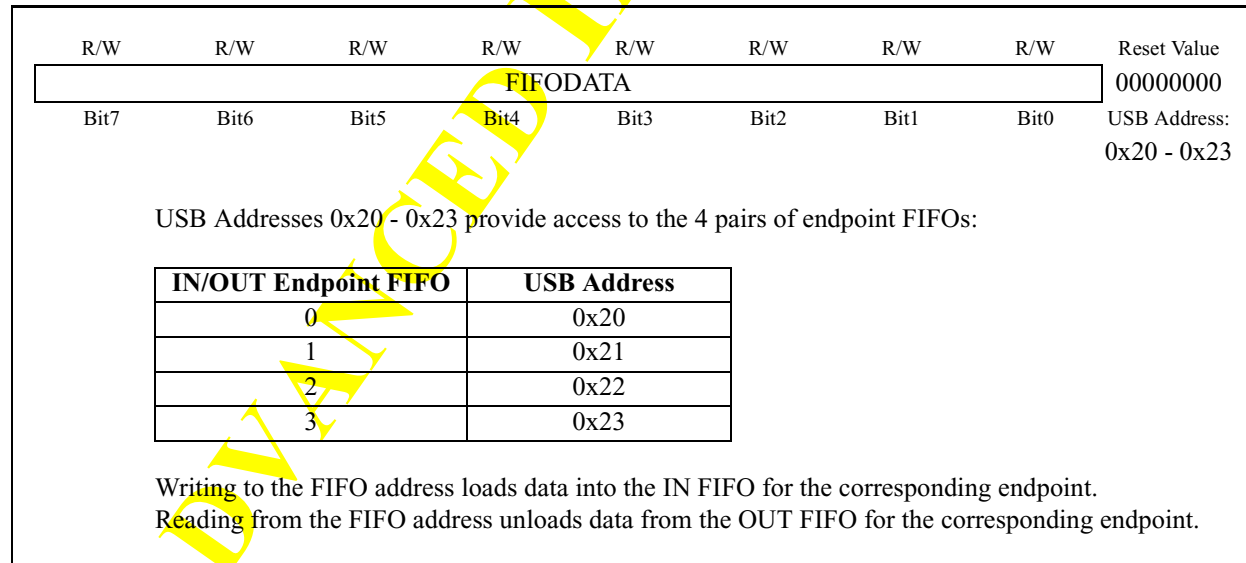 R/W R/W R/W R/W R/W R/W R/W R/W Reset Value
FIFODATA 00000000
Bit7 Bit6 Bit5 Bit4 Bit3 Bit2 Bit1 Bit0 USB Address:
0x20 - 0x23
USB Addresses 0x20 - 0x23 provide access to the 4 pairs of endpoint FIFOs:
IN/OUT Endpoint FIFO USB Address
0 0x20
1 0x21
2 0x22
3 0x23
Writing to the FIFO address loads data into the IN FIFO for the corresponding endpoint.
Reading from the FIFO address unloads data from the OUT FIFO for the corresponding endpoint.
DVANCED